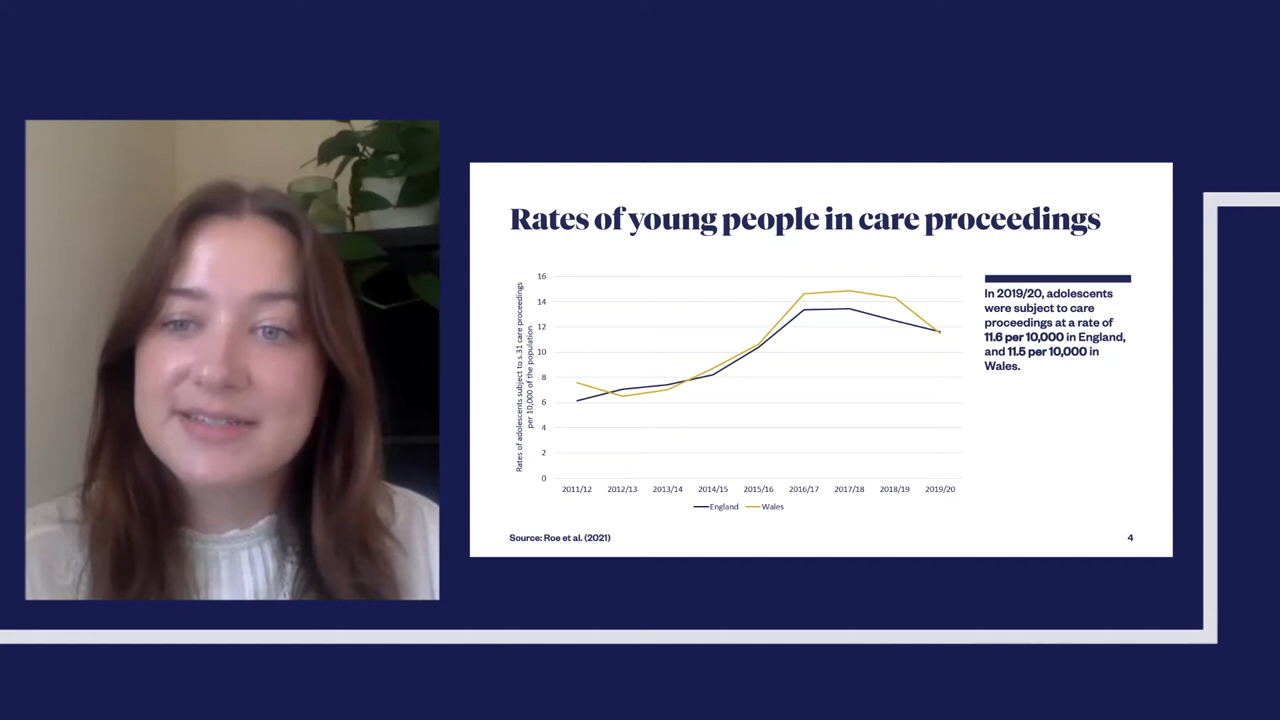 Rates of young people in care proceedings
16
14
12
10
8
6
4
2
0
Rates of adolescents subject to s.31 care proceedings
per 10,000 of the population
2011/12 2012/13 2013/14 2014/15 2015/16 2016/17 2017/18 2018/19 2019/20
England Wales
In 2019/20, adolescents
were subject to care
proceedings at a rate of
11.6 per 10,000 in England,
and 11.5 per 10,000 in
Wales.
Source: Roe et al. (2021)
4